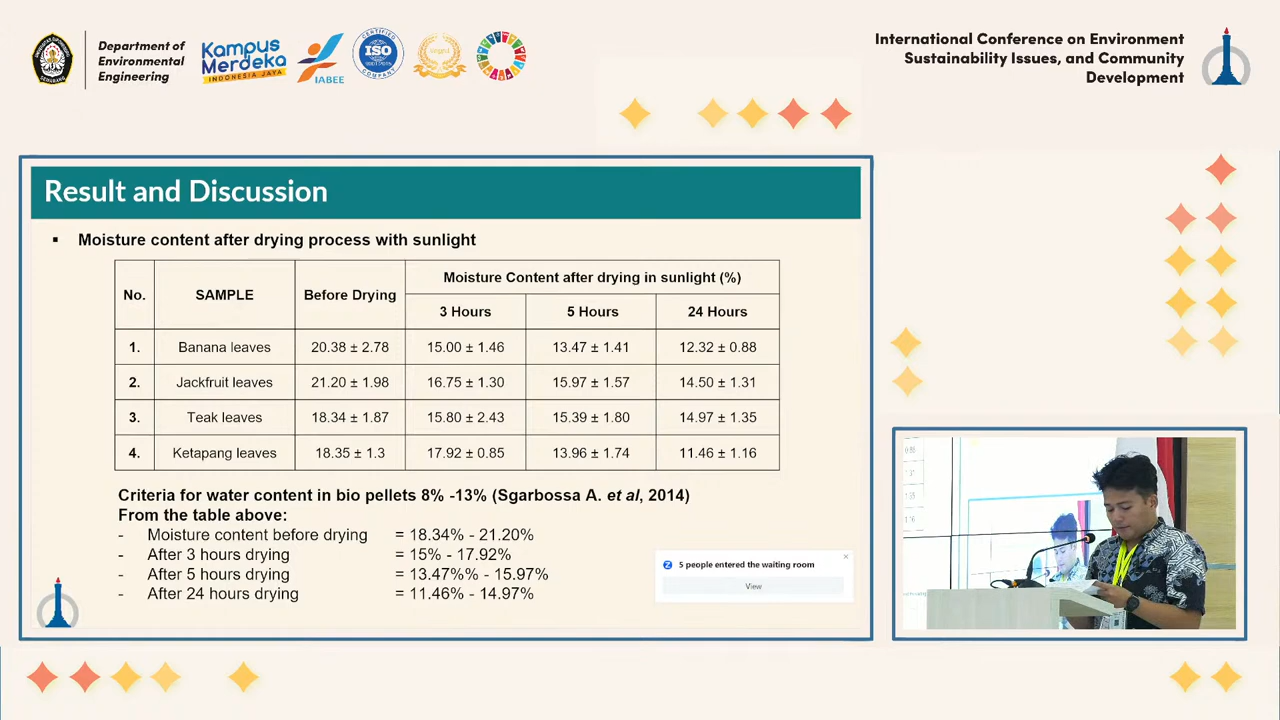 Department of
Environmental
Engineering
Kampus
Merdeka
INDONESIA JAYA
IABEE
CERTIFIED
ISO
COMPANY
International Conference on Environment
Sustainability Issues, and Community
Development
Result and Discussion
▪ Moisture content after drying process with sunlight
No. SAMPLE Before Drying Moisture Content after drying in sunlight (%)
3 Hours 5 Hours 24 Hours
1. Banana leaves 20.38 ± 2.78 15.00 ± 1.46 13.47 ± 1.41 12.32 ± 0.88
2. Jackfruit leaves 21.20 ± 1.98 16.75 ± 1.30 15.97 ± 1.57 14.50 ± 1.31
3. Teak leaves 18.34 ± 1.87 15.80 ± 2.43 15.39 ± 1.80 14.97 ± 1.35
4. Ketapang leaves 18.35 ± 1.3 17.92 ± 0.85 13.96 ± 1.74 11.46 ± 1.16
Criteria for water content in bio pellets 8% -13% (Sgarbossa A. et al, 2014)
From the table above:
- Moisture content before drying = 18.34% - 21.20%
- After 3 hours drying = 15% - 17.92%
- After 5 hours drying = 13.47%% - 15.97%
- After 24 hours drying = 11.46% - 14.97%
5 people entered the waiting room
View